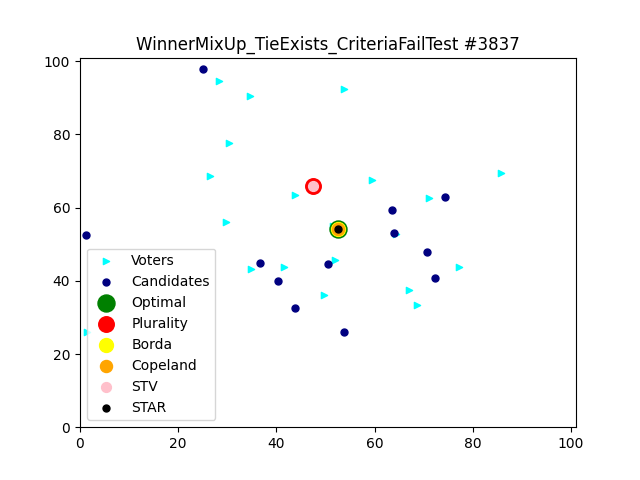 WinnerMixUp_TieExists_CriteriaFailTest #3837
100
80
60
40
20
0
Voters
Candidates
Optimal
Plurality
Borda
Copeland
STV
STAR
0 20 40 60 80 100